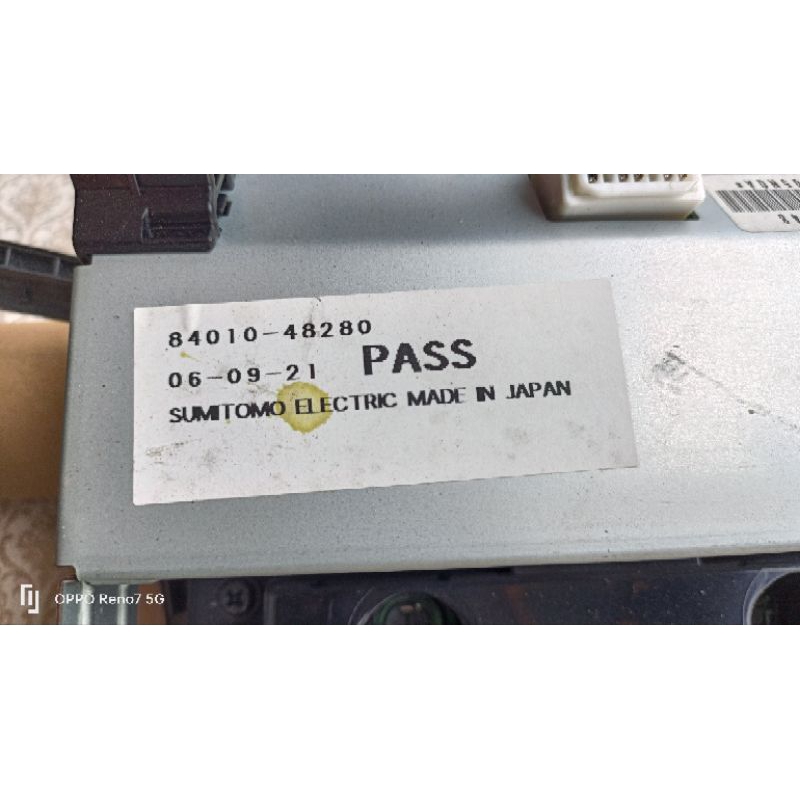 84010-48280
06-09-21 PASS
SUMITOMO ELECTRIC MADE IN JAPAN
OPPO Reno7 5G